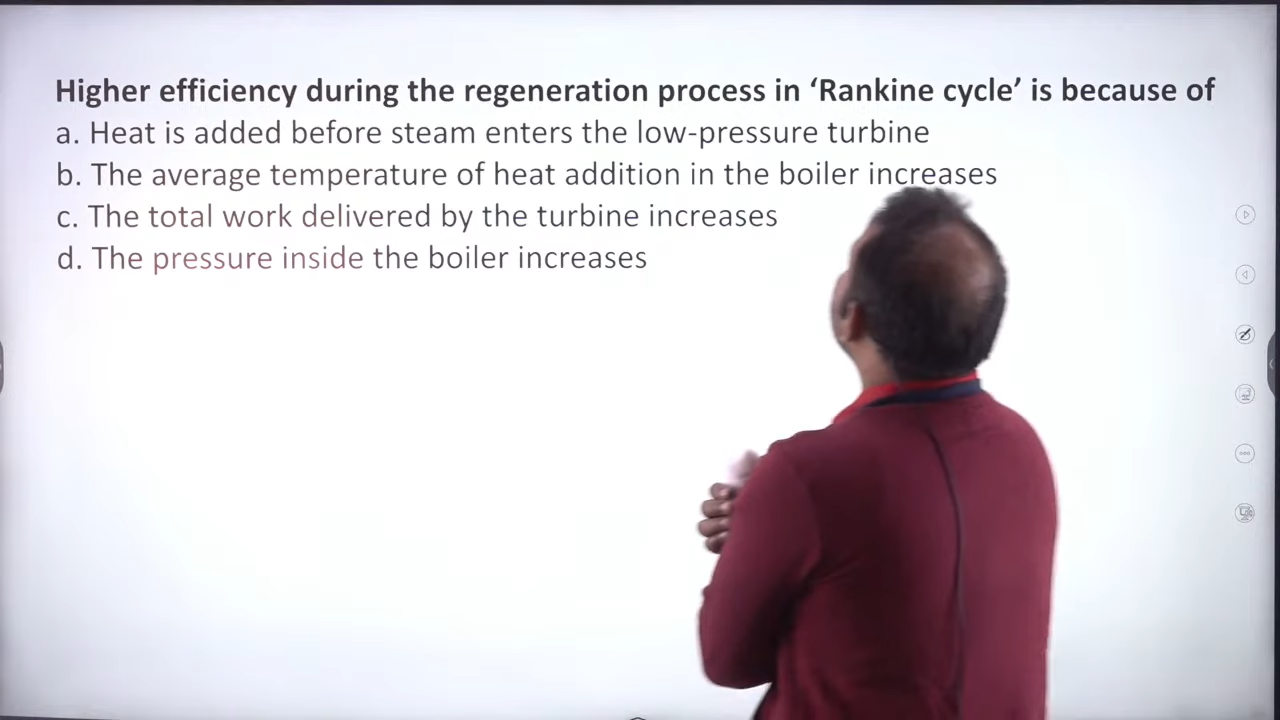 Higher efficiency during the regeneration process in ‘Rankine cycle’ is because of
a. Heat is added before steam enters the low-pressure turbine
b. The average temperature of heat addition in the boiler increases
c. The total work delivered by the turbine increases
d. The pressure inside the boiler increases